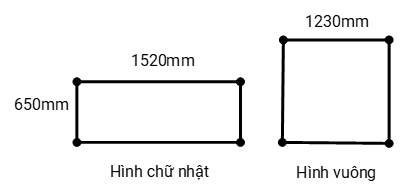 1230mm
1520mm
650mm
Hình chữ nhật
Hình vuông